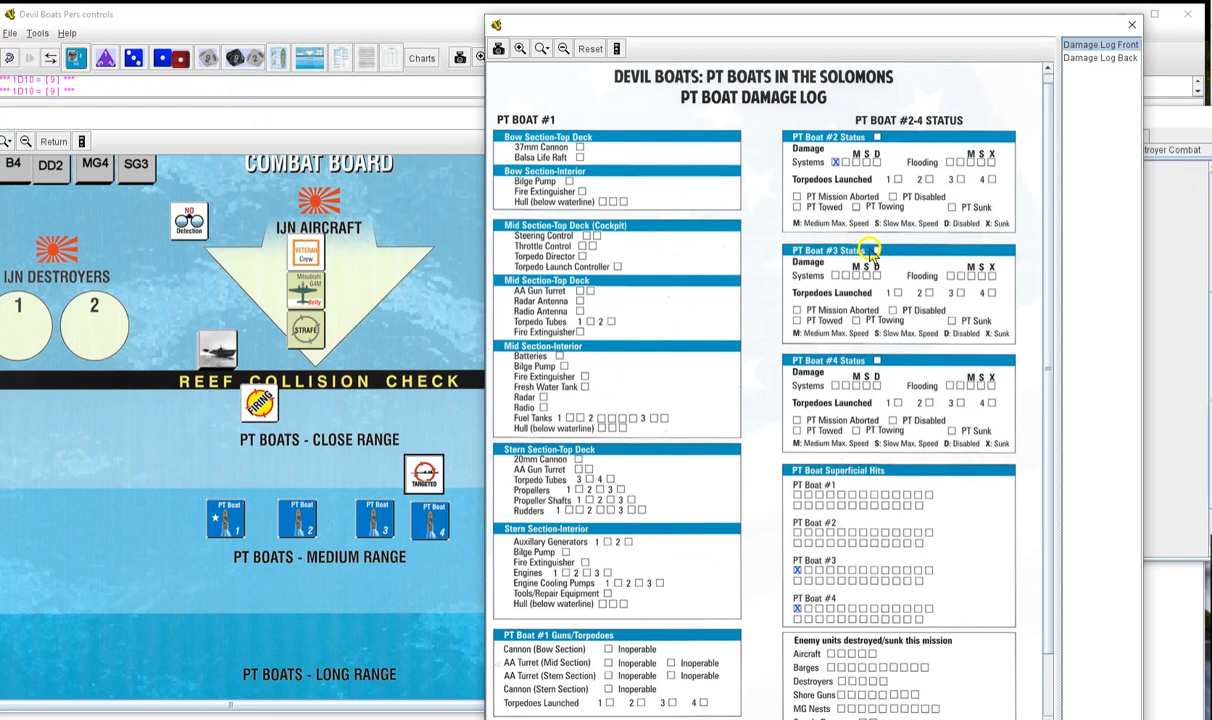 Devil Boats Pers controls
File Tools Help
Charts
*** 1D10 = [ 9] ***
*** 1D10 = [ 9] ***
Return
B4 DD2 MG4 SG3
COMBAT BOARD
NO
Detection
IJN AIRCRAFT
VETERAN
Crew
IJN DESTROYERS
Mitsubishi
G4M
Betty
1 2
STRAFE
REEF COLLISION CHECK
FIRING
PT BOATS - CLOSE RANGE
TARGETED
PT Boat 1
PT Boat 2
PT Boat 3
PT Boat 4
PT BOATS - MEDIUM RANGE
PT BOATS - LONG RANGE
Reset
Damage Log Front
Damage Log Back
royer Combat
DEVIL BOATS: PT BOATS IN THE SOLOMONS
PT BOAT DAMAGE LOG
PT BOAT #1
Bow Section-Top Deck
37mm Cannon
Balsa Life Raft
Bow Section-Interior
Bilge Pump
Fire Extinguisher
Hull (below waterline)
Mid Section-Top Deck (Cockpit)
Steering Control
Throttle Control
Torpedo Director
Torpedo Launch Controller
Mid Section-Top Deck
AA Gun Turret
Radar Antenna
Radio Antenna
Torpedo Tubes 1 2
Fire Extinguisher
Mid Section-Interior
Batteries
Bilge Pump
Fire Extinguisher
Fresh Water Tank
Radar
Radio
Fuel Tanks 1 2 3
Hull (below waterline)
Stern Section-Top Deck
20mm Cannon
AA Gun Turret
Torpedo Tubes 3 4
Propellers 1 2 3
Propeller Shafts 1 2 3
Rudders 1 2 3
Stern Section-Interior
Auxillary Generators 1 2
Bilge Pump
Fire Extinguisher
Engines 1 2 3
Engine Cooling Pumps 1 2 3
Tools/Repair Equipment
Hull (below waterline)
PT Boat #1 Guns/Torpedoes
Cannon (Bow Section) Inoperable
AA Turret (Mid Section) Inoperable Inoperable
AA Turret (Stern Section) Inoperable Inoperable
Cannon (Stern Section) Inoperable
Torpedoes Launched 1 2 3 4
PT BOAT #2-4 STATUS
PT Boat #2 Status
Damage M S D M S X
Systems X Flooding
Torpedoes Launched 1 2 3 4
PT Mission Aborted PT Disabled
PT Towed PT Towing PT Sunk
M: Medium Max. Speed S: Slow Max. Speed D: Disabled X: Sunk
PT Boat #3 Status
Damage M S D M S X
Systems Flooding
Torpedoes Launched 1 2 3 4
PT Mission Aborted PT Disabled
PT Towed PT Towing PT Sunk
M: Medium Max. Speed S: Slow Max. Speed D: Disabled X: Sunk
PT Boat #4 Status
Damage M S D M S X
Systems Flooding
Torpedoes Launched 1 2 3 4
PT Mission Aborted PT Disabled
PT Towed PT Towing PT Sunk
M: Medium Max. Speed S: Slow Max. Speed D: Disabled X: Sunk
PT Boat Superficial Hits
PT Boat #1
PT Boat #2
PT Boat #3
X
PT Boat #4
X
Enemy units destroyed/sunk this mission
Aircraft
Barges
Destroyers
Shore Guns
MG Nests